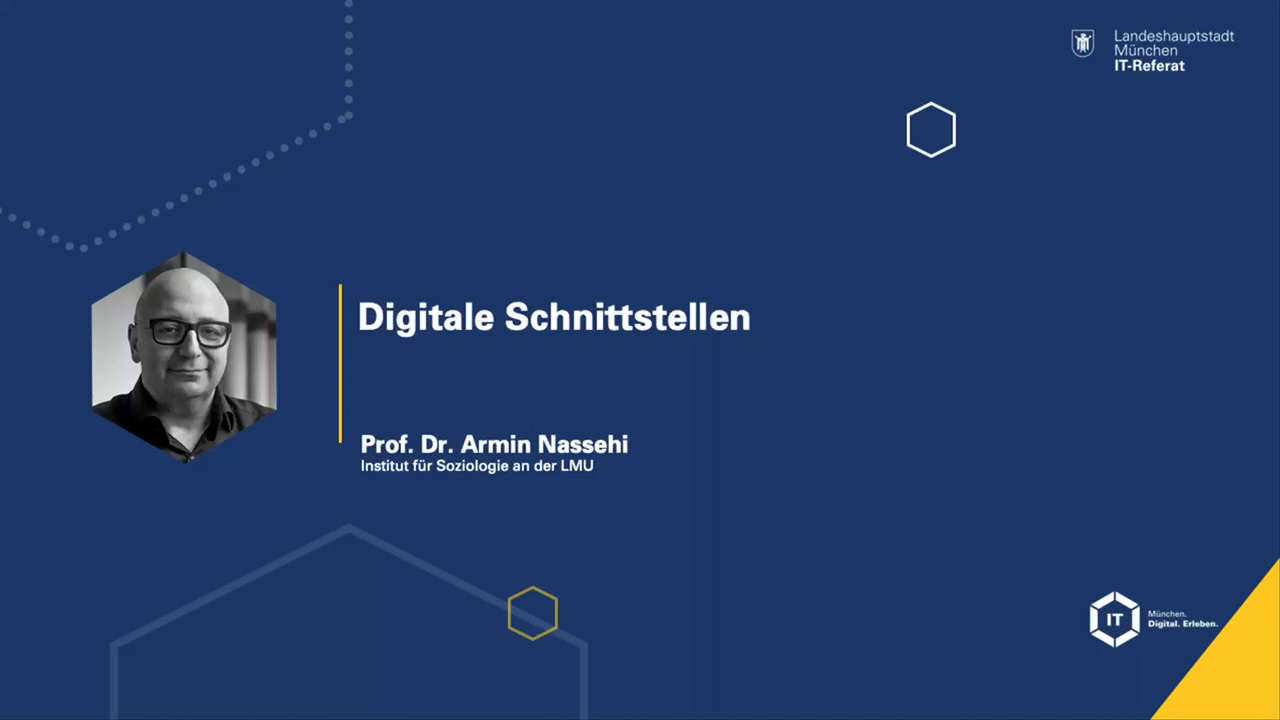 Landeshauptstadt
München
IT-Referat
Digitale Schnittstellen
Prof. Dr. Armin Nassehi
Institut für Soziologie an der LMU
IT
München.
Digital. Erleben.